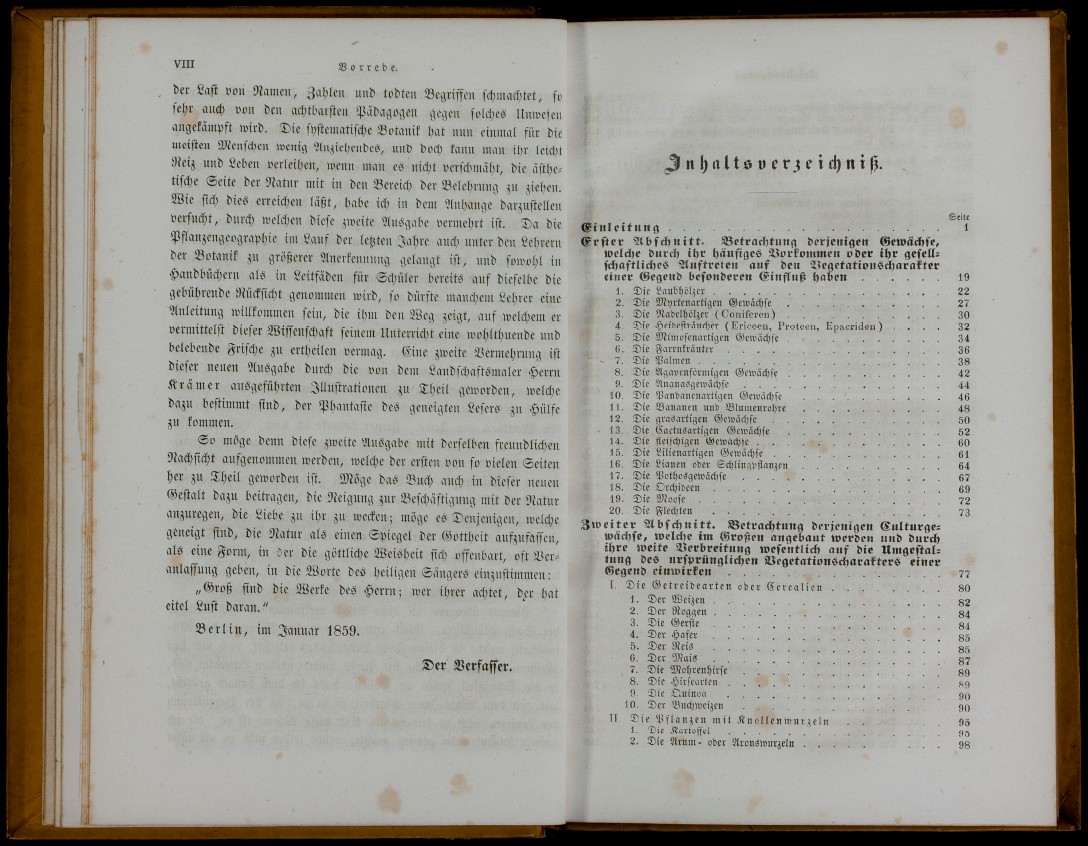 VIII
Vorrede.
der Last von Namen, Zahlen und todten Begriffen schmachtet, so
sehr auch von den achtbarsten Pädagogen gegen solches Unwesen
angekämpft wird. Die systematische Botanik hat nun einmal für die
meisten Menschen wenig Anziehendes, und doch kann man ihr leicht
Reiz und Leben verleihen, wenn man es nicht verschmäht, die ästhe-
tische Seite der Natur mit in den Bereich der Belehrung zu ziehen.
Wie sich dies erreichen läßt, habe ich in dem Anhange darzustellen
versucht, durch welchen diese zweite Ausgabe vermehrt ist. Da die
Pflanzengeographie im Lauf der letzten Jahre auch unter den Lehrern
der Botanik zu größerer Anerkennung gelangt ist, und sowohl in
Handbüchern als in Leitfäden für Schüler bereits auf dieselbe die
gebührende Rücksicht genommen wird, so dürfte manchem Lehrer eine
Anleitung willkommen sein, die ihm den Weg zeigt, auf welchem er
vermittelst dieser Wissenschaft seinem Unterricht eine wohlthuende und
belebende Frische zu ertheilen vermag. Eine zweite Vermehrung ist
dieser neuen Ausgabe durch die von dem Landschaftsmaler Herrn
Krämer ausgeführten Illustrationen zu Theil geworden, welche
dazu bestimmt sind, der Phantasie des geneigten Lesers zu Hülfe
zu kommen.
So möge denn diese zweite Ausgabe mit derselben freundlichen
Nachsicht aufgenommen werden, welche der ersten von so vielen Seiten
her zu Theil geworden ist. Möge das Buch auch in dieser neuen
Gestalt dazu beitragen, die Neigung zur Beschäftigung mit der Natur
anzuregen, die Liebe zu ihr zu wecken; möge es Denjenigen, welche
geneigt sind, die Natur als einen Spiegel der Gottheit aufzufassen,
als eine Form, in der die göttliche Weisheit sich offenbart, oft Ver-
anlassung geben, in die Worte des heiligen Sängers einzustimmen:
„Groß sind die Werke des Herrn; wer ihrer achtet, der hat
eitel Lust daran."
Berlin, im Januar 1859.
Der Verfasser.
Inhaltsverzeichniß.
Seite
Einleitung . . . . . . . . . . 1
Erster Abschnitt. Betrachtung derjenigen Gewächse,
welche durch ihr häufiges Vorkommen oder ihr gesell-
schaftliches Auftreten auf den Vegetationscharakter
einer Gegend besonderen Einfluß haben . . . . . 19
1. Die Laubhölzer . . . . . . . . 22
2. Die Myrtenartigen Gewächse . . . . . . 27
3. Die Nadelhölzer (Coniferen) . . . . . . 30
4. Die Heidesträucher (Ericeen, Proteen, Epacriden) . . . 32
5. Die Mimosenartigen Gewächse . . . . . . 34
6. Die Farrnkräuter . . . . . . . . 36
7. Die Palmen . . . . . . . . 38
8. Die Agavenförmigen Gewächse . . . . . . 42
9. Die Ananasgewächse . . . . . . . 44
10. Die Pandanenartigen Gewächse . . . . . . 46
11. Die Bananen und Blumenrohre . . . . . . 48
12. Die grasartigen Gewächse . . . . . . . 50
13. Die Cactusartigen Gewächse . . . . . . 52
14. Die fleischigen Gewächse . . . . . . . 60
15. Die Lilienartigen Gewächse . . . . . . 61
16. Die Lianen oder Schlingpflanzen . . . . . . 64
17. Die Pothosgewächse . . . . . . . 67
18. Die Orchideen . . . . . . . . 69
19. Die Moose . . . . . . . . 72
20. Die Flechten . . . . . . . . 73
Zweiter Abschnitt. Betrachtung derjenigen Culturge-
wächse, welche im Großen angebaut werden und durch
ihre weite Verbreitung wesentlich auf die Umgestal-
tung des ursprünglichen Vegetationscharakters einer
Gegend einwirken . . . . . . . . 77
I. Die Getreidearten oder Cerealien . . . . . 80
1. Der Weizen . . . . . . . . 82
2. Der Roggen . . . . . . . . 84
3. Die Gerste . . . . . . . . 84
4. Der Hafer . . . . . . . . 85
5. Der Reis . . . . . . . . 85
6. Der Mais . . . . . . . . 87
7. Die Mohrenhirse . . . . . . . 89
8. Die Hirsearten . . . . . . . 89
9. Die Quinoa . . . . . . . . 90
10. Der Buchweizen . . . . . . . 90
II Die Pflanzen mit Knollenwurzeln . . . . . 95
1. Die Kartoffel . . . . . . . . 95
2. Die Arum- oder Aronswurzeln . . . . . . 98